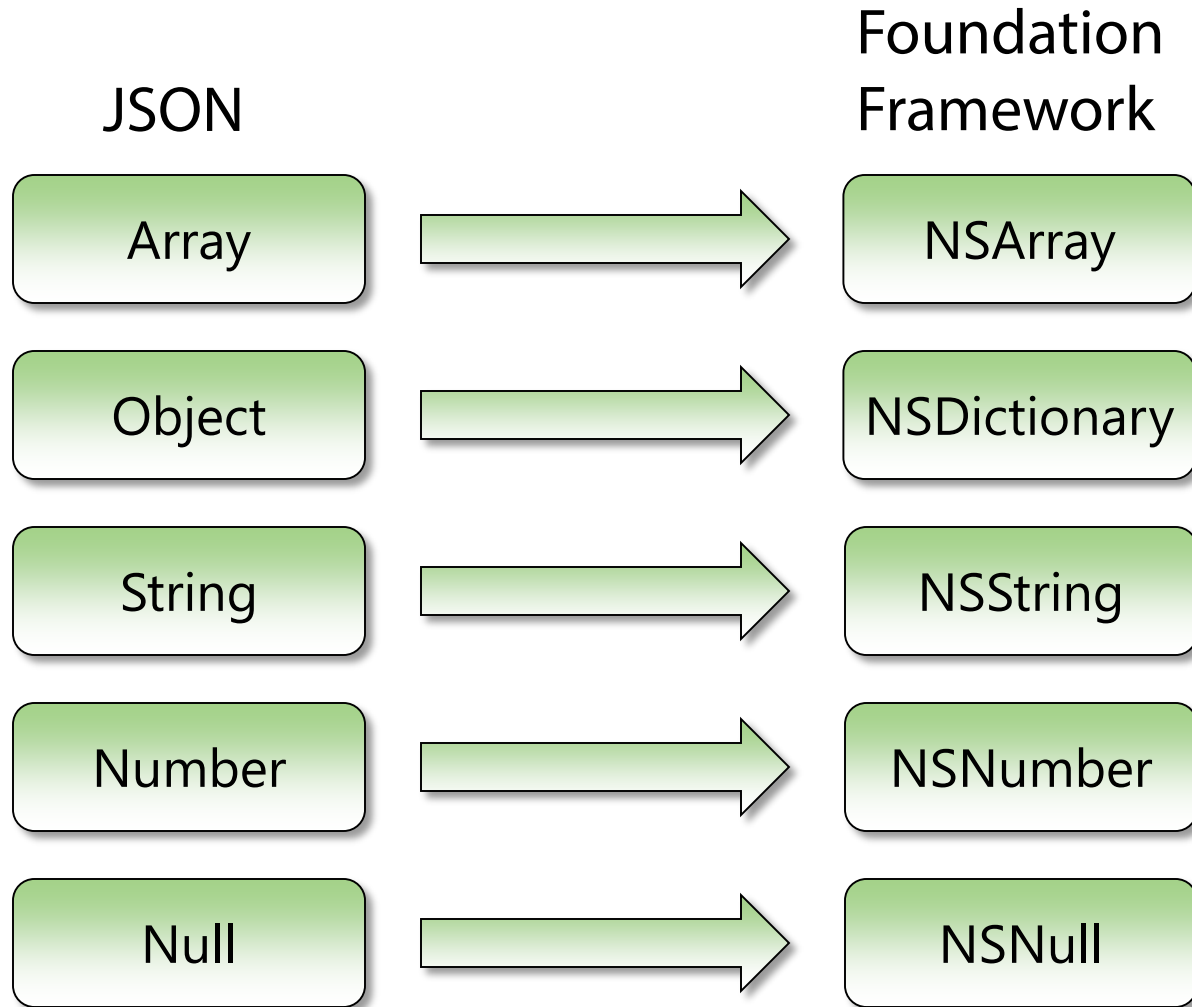 JSON
Foundation
Framework
Array
NSArray
Object
NSDictionary
String
NSString
Number
NSNumber
Null
NSNull